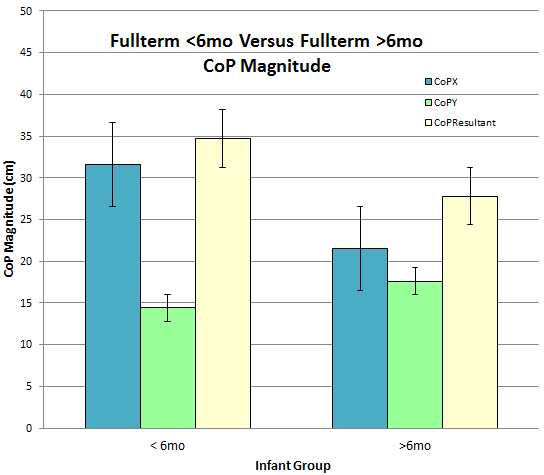 Fullterm <6mo Versus Fullterm >6mo
CoP Magnitude
CoPX
CoPY
CoPResultant
CoP Magnitude (cm)
50
45
40
35
30
25
20
15
10
5
0
< 6mo
>6mo
Infant Group